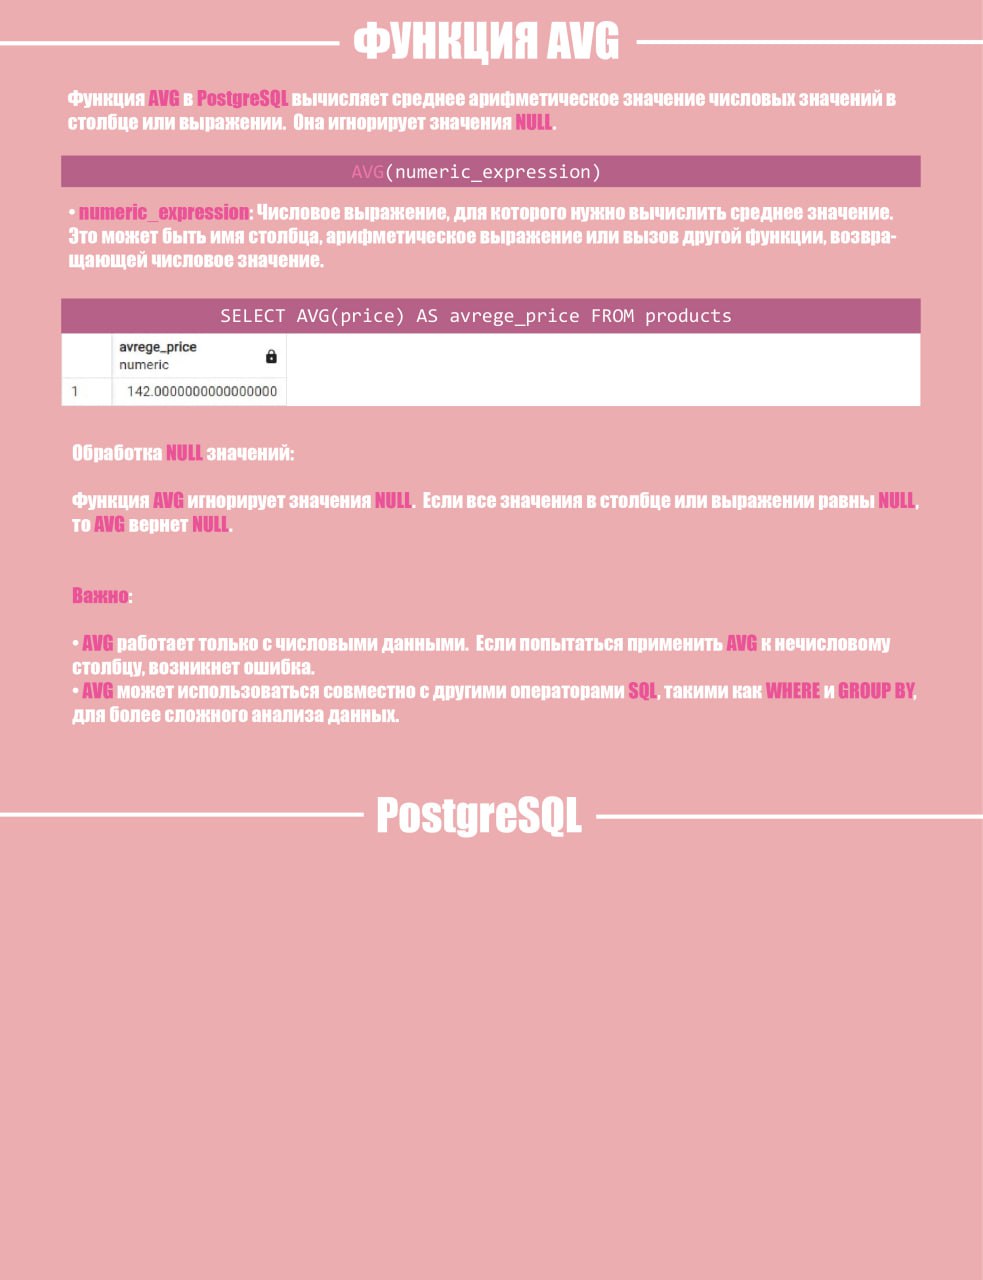 ФУНКЦИЯ AVG
Функция AVG в PostgreSQL вычисляет среднее арифметическое значение числовых значений в
столбце или выражении. Она игнорирует значения NULL.
AVG(numeric_expression)
• numeric_expression: Числовое выражение, для которого нужно вычислить среднее значение.
Это может быть имя столбца, арифметическое выражение или вызов другой функции, возвра-
щающей числовое значение.
SELECT AVG(price) AS avrege_price FROM products
avrege_price
numeric
1 142.0000000000000000
Обработка NULL значений:
Функция AVG игнорирует значения NULL. Если все значения в столбце или выражении равны NULL,
то AVG вернет NULL.
Важно:
• AVG работает только с числовыми данными. Если попытаться применить AVG к нечисловому
столбцу, возникнет ошибка.
• AVG может использоваться совместно с другими операторами SQL, такими как WHERE и GROUP BY,
для более сложного анализа данных.
PostgreSQL